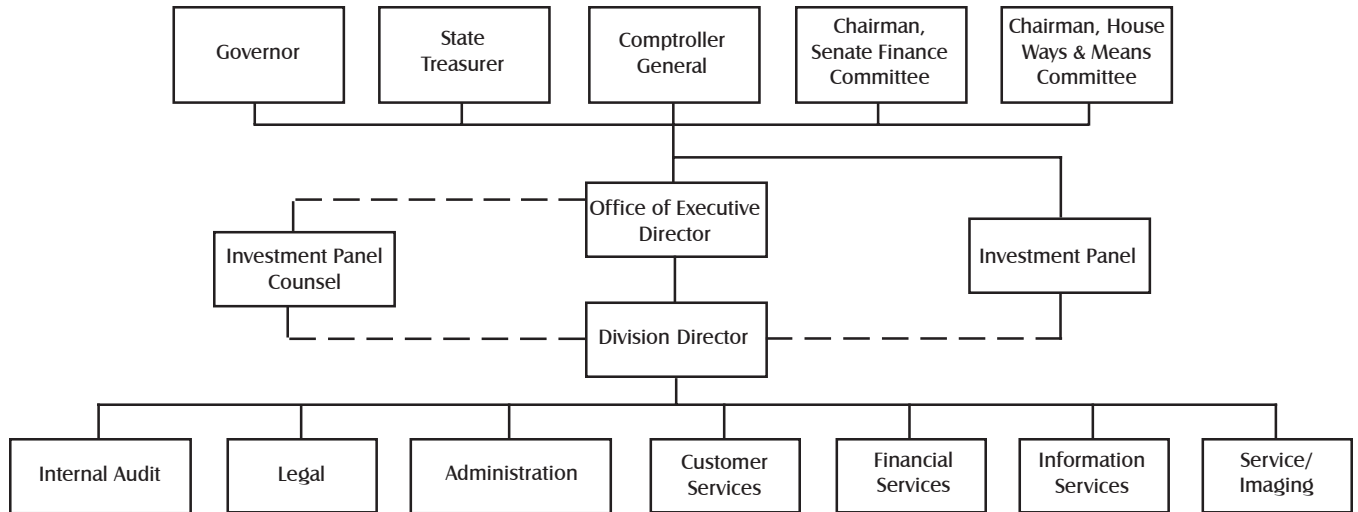 Governor
State
Treasurer
Comptroller
General
Chairman,
Senate Finance
Committee
Chairman, House
Ways & Means
Committee
Office of Executive
Director
Investment Panel
Counsel
Investment Panel
Division Director
Internal Audit
Legal
Administration
Customer
Services
Financial
Services
Information
Services
Service/
Imaging